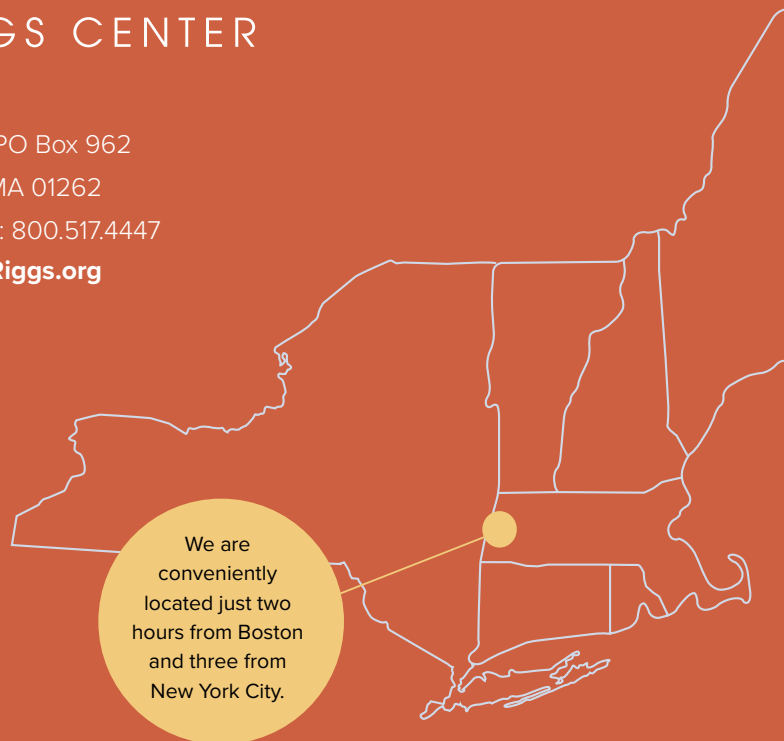 GS CENTER
PO Box 962
MA 01262
: 800.517.4447
Riggs.org
We are
conveniently
located just two
hours from Boston
and three from
New York City.